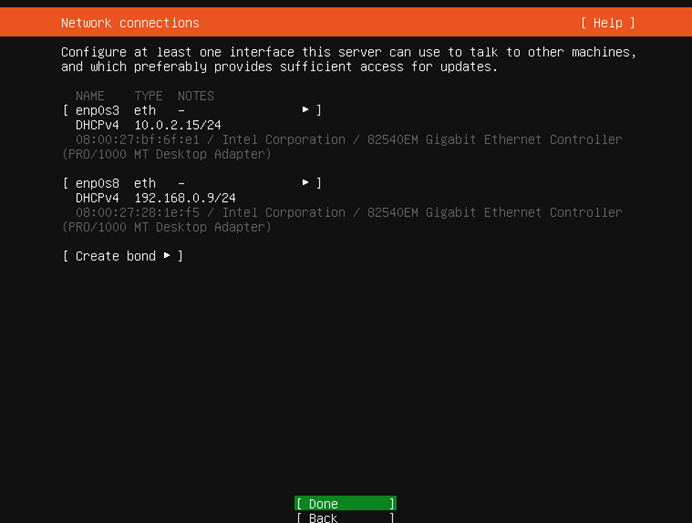 Network connections [ Help ]
Configure at least one interface this server can use to talk to other machines,
and which preferably provides sufficient access for updates.
NAME TYPE NOTES
[ enp0s3 eth - ▸ ]
DHCPv4 10.0.2.15/24
08:00:27:bf:6f:e1 / Intel Corporation / 82540EM Gigabit Ethernet Controller
(PRO/1000 MT Desktop Adapter)
[ enp0s8 eth - ▸ ]
DHCPv4 192.168.0.9/24
08:00:27:28:1e:f5 / Intel Corporation / 82540EM Gigabit Ethernet Controller
(PRO/1000 MT Desktop Adapter)
[ Create bond ▸ ]
[ Done ]
[ Back ]